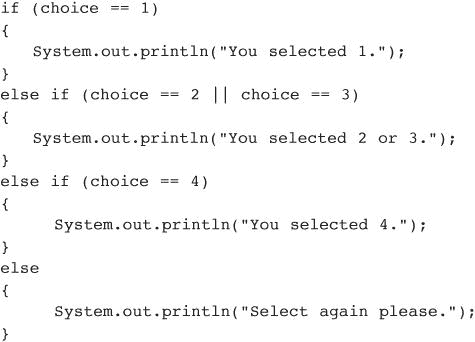 if (choice == 1)
{
System.out.println("You selected 1.");
}
else if (choice == 2 || choice == 3)
{
System.out.println("You selected 2 or 3.");
}
else if (choice == 4)
{
System.out.println("You selected 4.");
}
else
{
System.out.println("Select again please.");
}